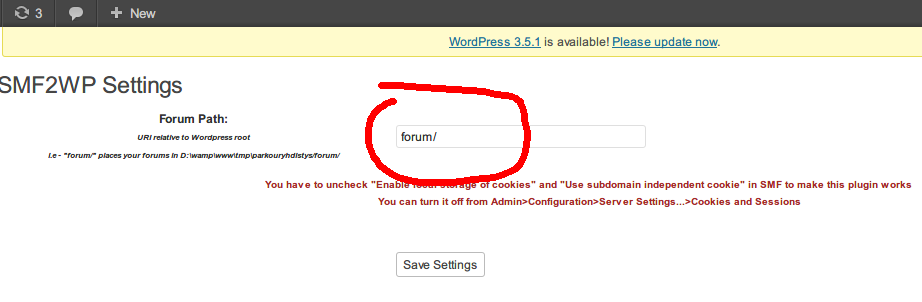 3 New
WordPress 3.5.1 is available! Please update now.
SMF2WP Settings
Forum Path:
URI relative to Wordpress root
forum/
I.e - "forum/" places your forums in D:\wamp\www\tmp\parkouryhdistys/forum/
You have to uncheck "Enable local storage of cookies" and "Use subdomain independent cookie" in SMF to make this plugin works
You can turn it off from Admin>Configuration>Server Settings...>Cookies and Sessions
Save Settings